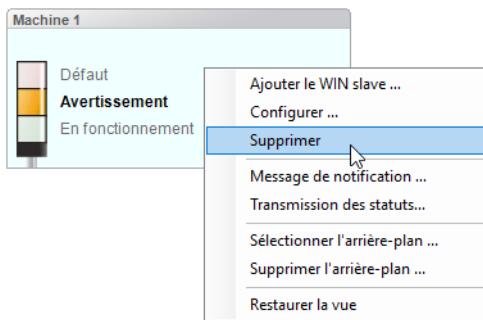 Machine 1
Défaut
Avertissement
En fonctionnement
Ajouter le WIN slave ...
Configurer ...
Supprimer
Message de notification ...
Transmission des statuts...
Sélectionner l'arrière-plan ...
Supprimer l'arrière-plan ...
Restaurer la vue